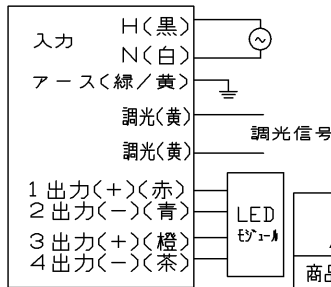 入力
H(黒)
N(白)
アース(緑/黄)
調光(黄)
調光信号
調光(黄)
1出力(+)(赤)
2出力(-)(青)
3出力(+)(橙)
4出力(-)(茶)
LED
モジュール